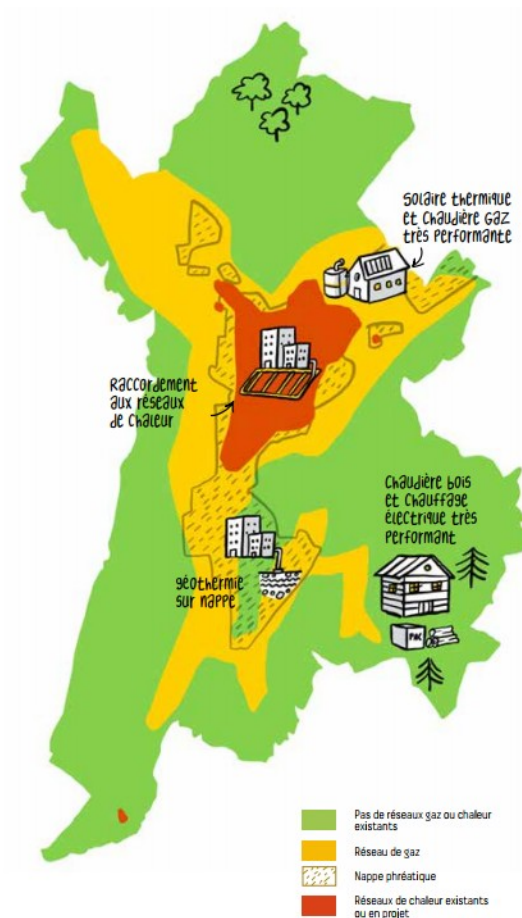 Solaire thermique
et chaudière gaz
très performante
Raccordement
aux réseaux
de chaleur
Chaudière bois
et chauffage
électrique très
performant
géothermie
sur nappe
PAC
Pas de réseaux gaz ou chaleur
existants
Réseau de gaz
Nappe phréatique
Réseaux de chaleur existants
ou en projet